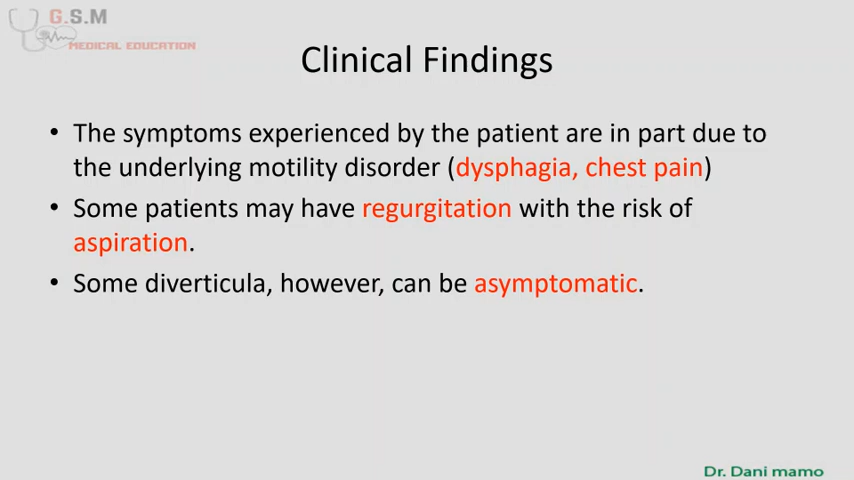 G.S.M
MEDICAL EDUCATION
Clinical Findings
• The symptoms experienced by the patient are in part due to
the underlying motility disorder (dysphagia, chest pain)
• Some patients may have regurgitation with the risk of
aspiration.
• Some diverticula, however, can be asymptomatic.
Dr. Dani mamo